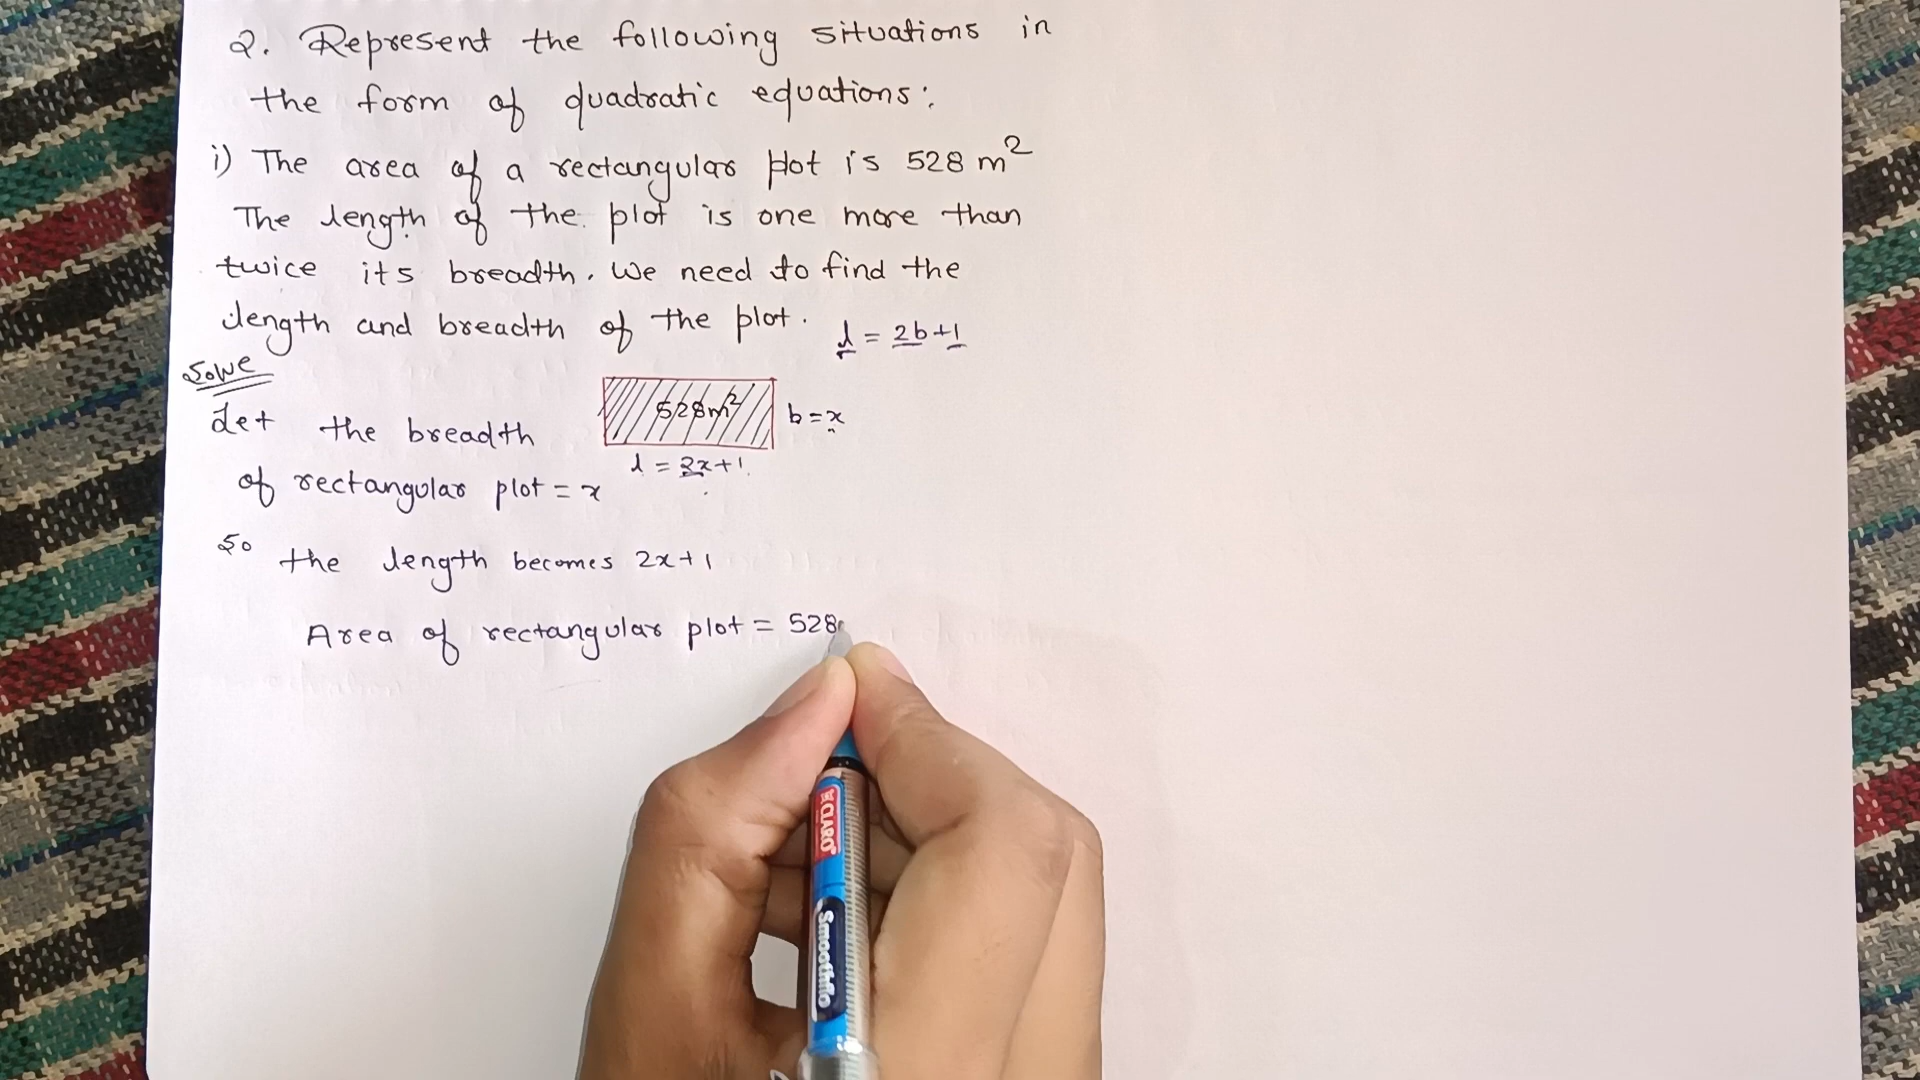 2. Represent the following situations in
the form of quadratic equations:
i) The area of a rectangular plot is 528 m²
The length of the plot is one more than
twice its breadth. We need to find the
length and breadth of the plot.
l = 2b+1
Solve
528m²
b = x
l = 2x+1
Let the breadth
of rectangular plot = x
So the length becomes 2x+1
Area of rectangular plot = 528
CLARO
Smoothflo